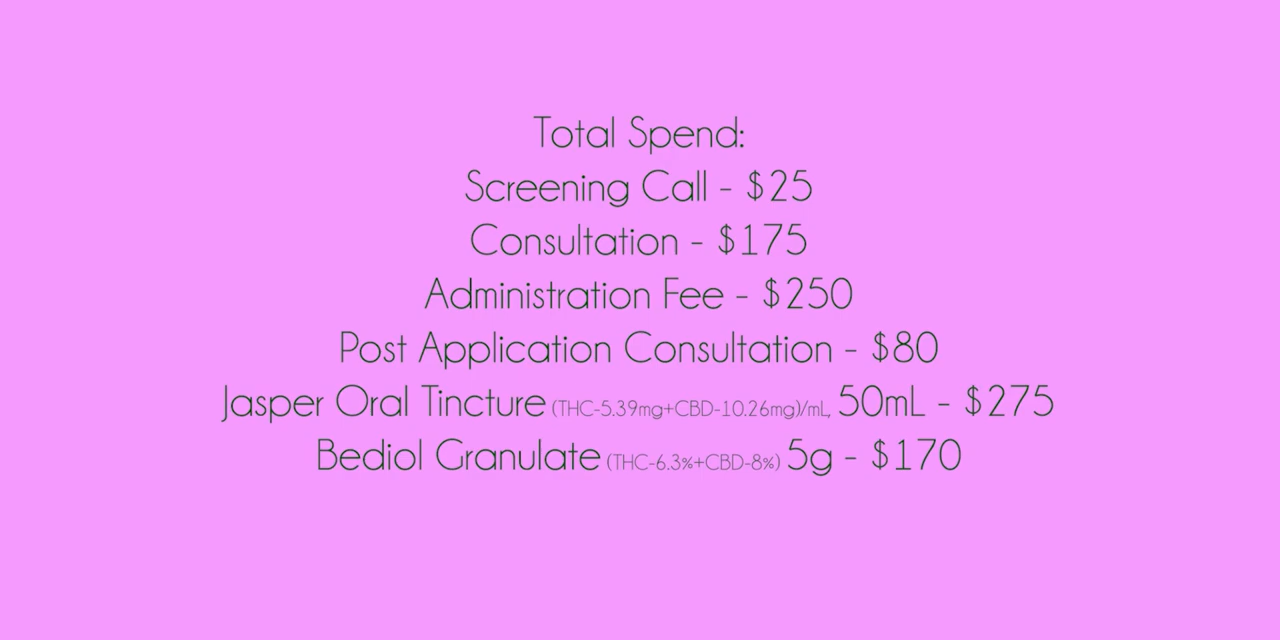 Total Spend:
Screening Call - $25
Consultation - $175
Administration Fee - $250
Post Application Consultation - $80
Jasper Oral Tincture (THC-5.39mg+CBD-10.26mg)/mL, 50mL - $275
Bediol Granulate (THC-6.3%+CBD-8%) 5g - $170